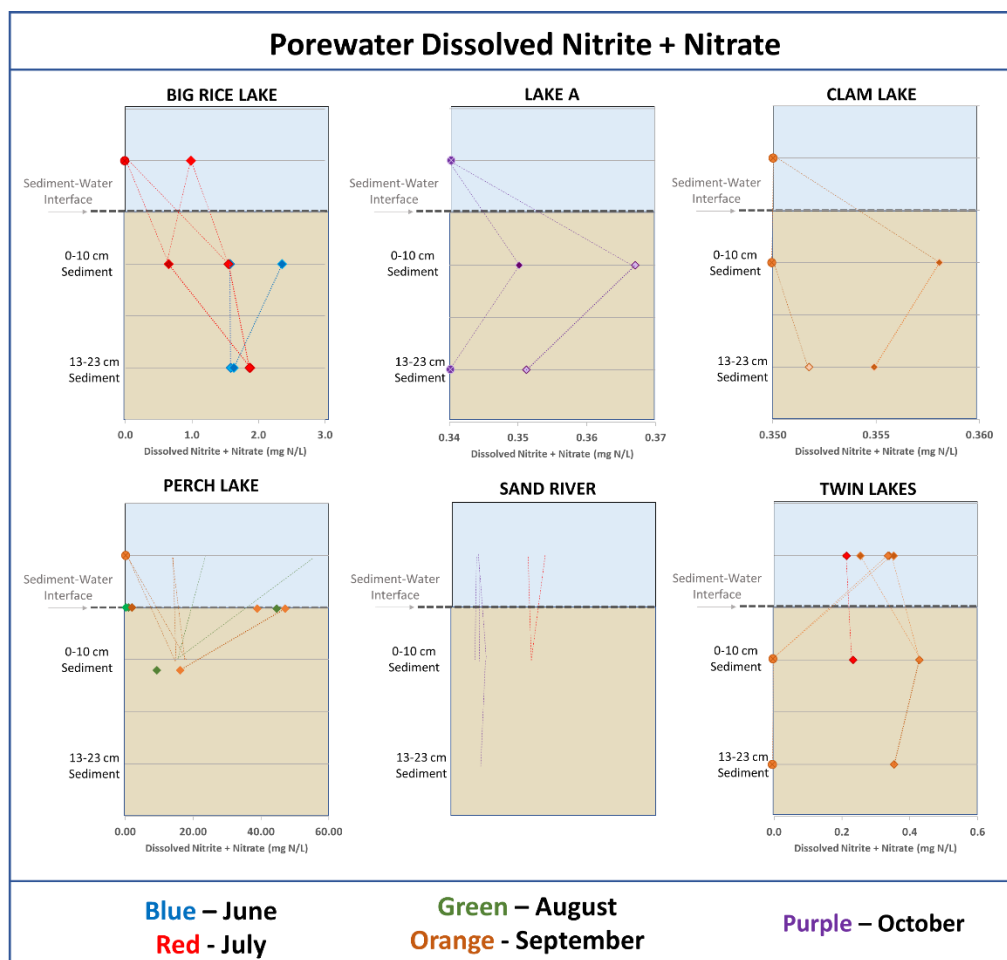 Porewater Dissolved Nitrite + Nitrate
BIG RICE LAKE
Sediment-Water
Interface
0-10 cm
Sediment
13-23 cm
Sediment
0.0 1.0 2.0 3.0
Dissolved Nitrite + Nitrate (mg N/L)
LAKE A
Sediment-Water
Interface
0-10 cm
Sediment
13-23 cm
Sediment
0.34 0.35 0.36 0.37
Dissolved Nitrite + Nitrate (mg N/L)
CLAM LAKE
Sediment-Water
Interface
0-10 cm
Sediment
13-23 cm
Sediment
0.350 0.355 0.360
Dissolved Nitrite + Nitrate (mg N/L)
PERCH LAKE
Sediment-Water
Interface
0-10 cm
Sediment
13-23 cm
Sediment
0.00 20.00 40.00 60.00
Dissolved Nitrite + Nitrate (mg N/L)
SAND RIVER
Sediment-Water
Interface
0-10 cm
Sediment
13-23 cm
Sediment
TWIN LAKES
Sediment-Water
Interface
0-10 cm
Sediment
13-23 cm
Sediment
0.0 0.2 0.4 0.6
Dissolved Nitrite + Nitrate (mg N/L)
Blue – June
Red - July
Green – August
Orange - September
Purple – October